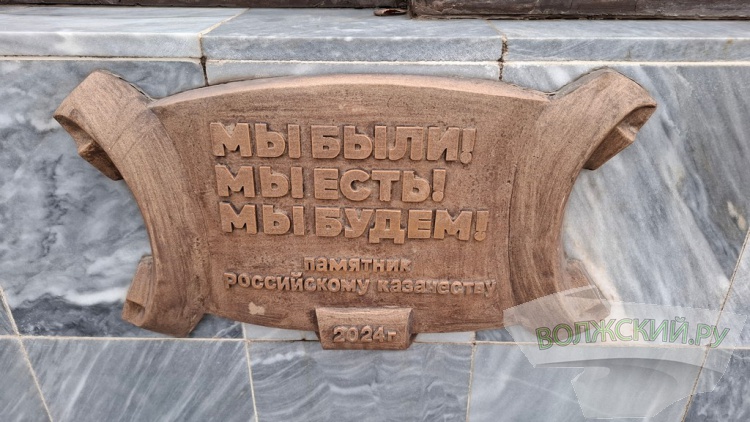 МЫ БЫЛИ!
МЫ ЕСТЬ!
МЫ БУДЕМ!
памятник
российскому казачеству
2024г
ВОЛЖСКИЙ.РУ